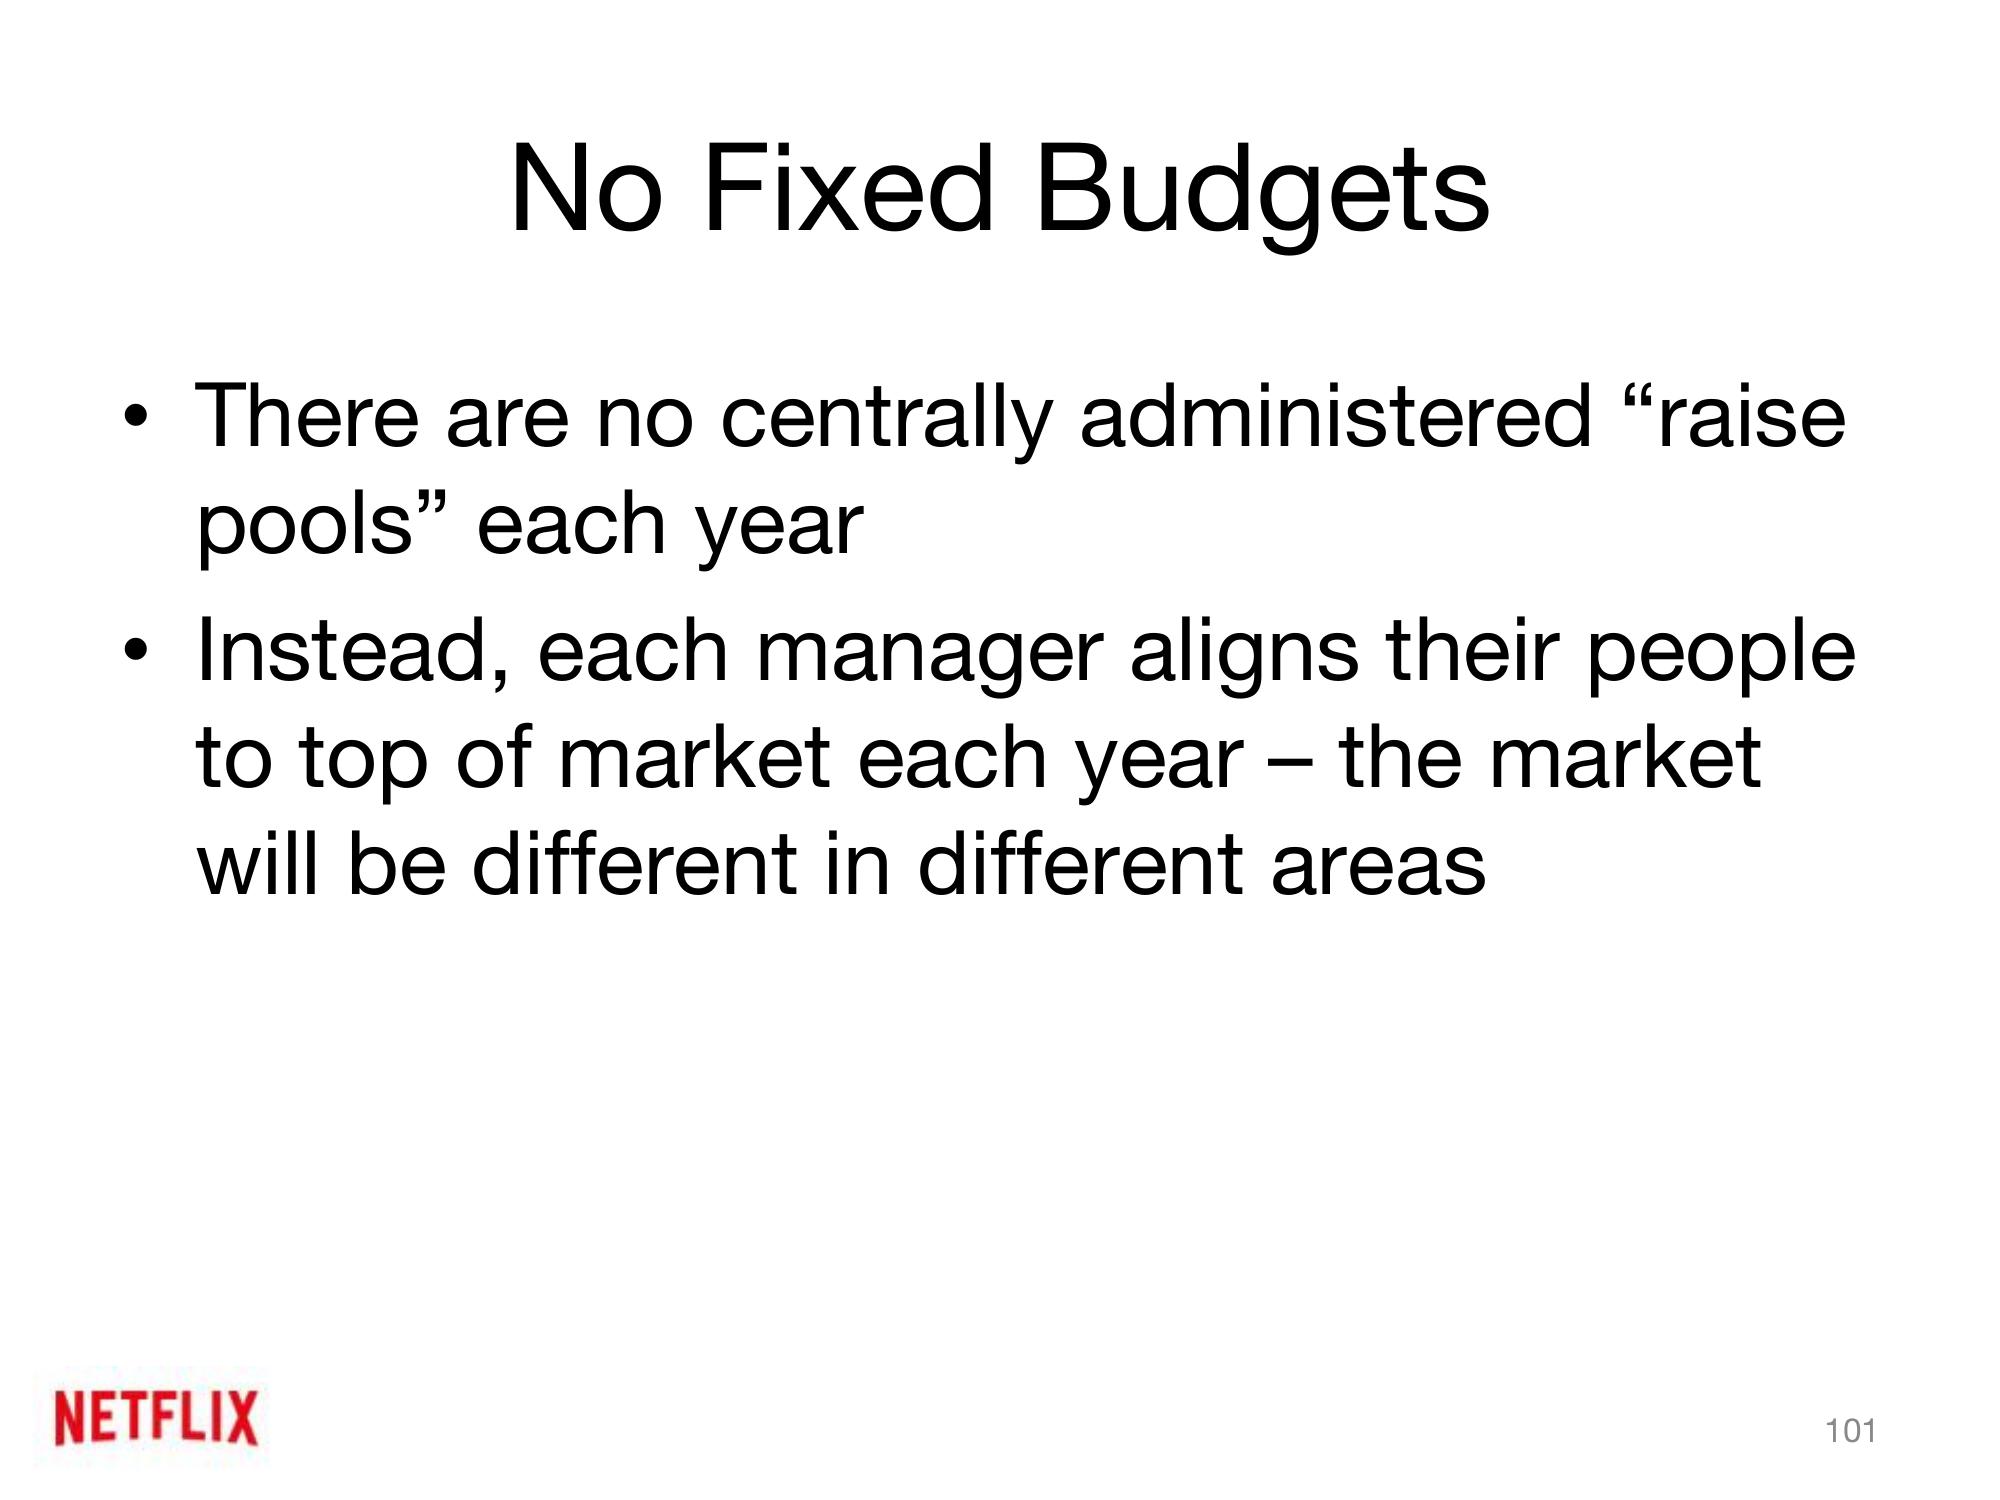 No Fixed Budgets
• There are no centrally administered “raise
pools” each year
• Instead, each manager aligns their people
to top of market each year – the market
will be different in different areas
NETFLIX
101